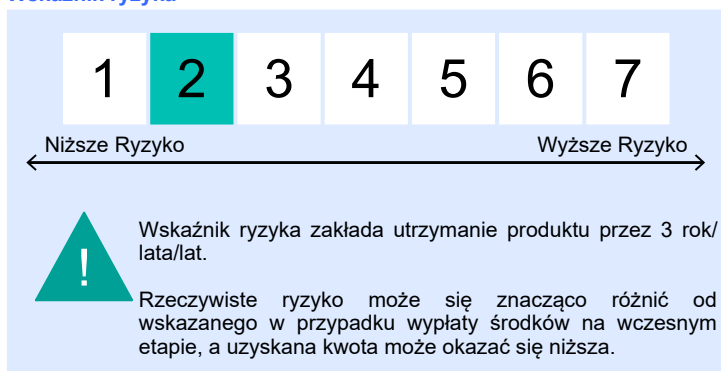 Wskaźnik ryzyka
1 2 3 4 5 6 7
Niższe Ryzyko Wyższe Ryzyko
!
Wskaźnik ryzyka zakłada utrzymanie produktu przez 3 rok/
lata/lat.
Rzeczywiste ryzyko może się znacząco różnić od
wskazanego w przypadku wypłaty środków na wczesnym
etapie, a uzyskana kwota może okazać się niższa.